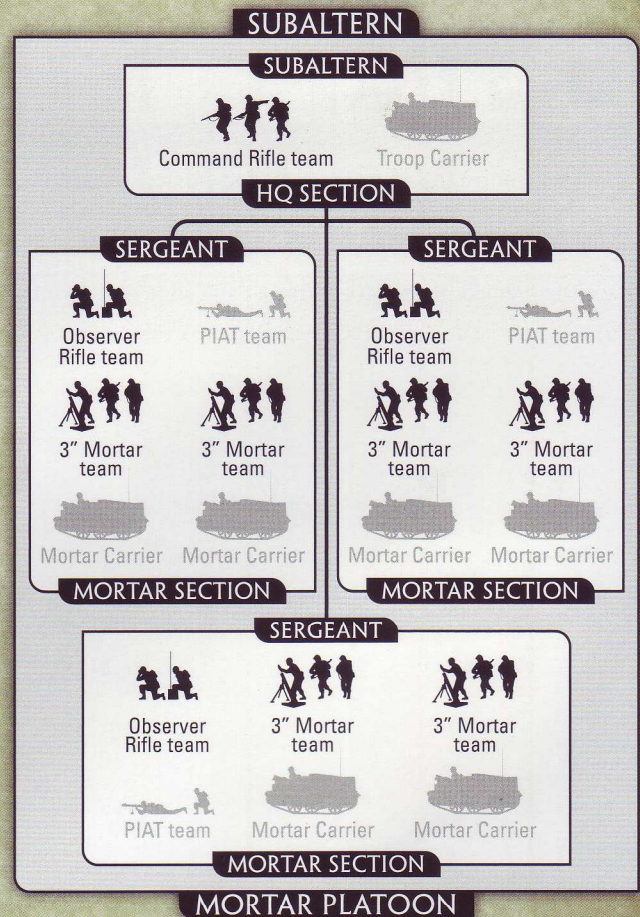 SUBALTERN
SUBALTERN
Command Rifle team
Troop Carrier
HQ SECTION
SERGEANT
Observer
Rifle team
PIAT team
3” Mortar
team
3” Mortar
team
Mortar Carrier
Mortar Carrier
MORTAR SECTION
SERGEANT
Observer
Rifle team
PIAT team
3” Mortar
team
3” Mortar
team
Mortar Carrier
Mortar Carrier
MORTAR SECTION
SERGEANT
Observer
Rifle team
3” Mortar
team
3” Mortar
team
PIAT team
Mortar Carrier
Mortar Carrier
MORTAR SECTION
MORTAR PLATOON